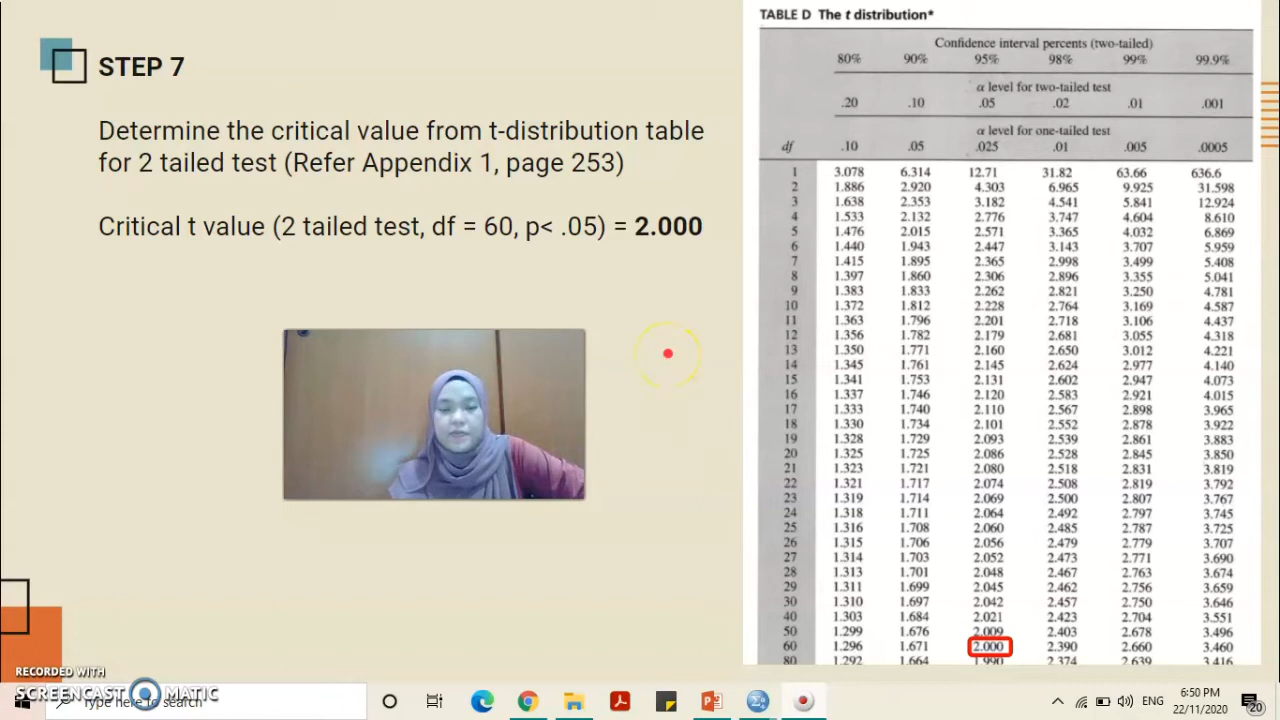 STEP 7
Determine the critical value from t-distribution table
for 2 tailed test (Refer Appendix 1, page 253)
Critical t value (2 tailed test, df = 60, p< .05) = 2.000
TABLE D The t distribution*
Confidence interval percents (two-tailed)
80% 90% 95% 98% 99% 99.9%
α level for two-tailed test
.20 .10 .05 .02 .01 .001
α level for one-tailed test
df .10 .05 .025 .01 .005 .0005
1 3.078 6.314 12.71 31.82 63.66 636.6
2 1.886 2.920 4.303 6.965 9.925 31.598
3 1.638 2.353 3.182 4.541 5.841 12.924
4 1.533 2.132 2.776 3.747 4.604 8.610
5 1.476 2.015 2.571 3.365 4.032 6.869
6 1.440 1.943 2.447 3.143 3.707 5.959
7 1.415 1.895 2.365 2.998 3.499 5.408
8 1.397 1.860 2.306 2.896 3.355 5.041
9 1.383 1.833 2.262 2.821 3.250 4.781
10 1.372 1.812 2.228 2.764 3.169 4.587
11 1.363 1.796 2.201 2.718 3.106 4.437
12 1.356 1.782 2.179 2.681 3.055 4.318
13 1.350 1.771 2.160 2.650 3.012 4.221
14 1.345 1.761 2.145 2.624 2.977 4.140
15 1.341 1.753 2.131 2.602 2.947 4.073
16 1.337 1.746 2.120 2.583 2.921 4.015
17 1.333 1.740 2.110 2.567 2.898 3.965
18 1.330 1.734 2.101 2.552 2.878 3.922
19 1.328 1.729 2.093 2.539 2.861 3.883
20 1.325 1.725 2.086 2.528 2.845 3.850
21 1.323 1.721 2.080 2.518 2.831 3.819
22 1.321 1.717 2.074 2.508 2.819 3.792
23 1.319 1.714 2.069 2.500 2.807 3.767
24 1.318 1.711 2.064 2.492 2.797 3.745
25 1.316 1.708 2.060 2.485 2.787 3.725
26 1.315 1.706 2.056 2.479 2.779 3.707
27 1.314 1.703 2.052 2.473 2.771 3.690
28 1.313 1.701 2.048 2.467 2.763 3.674
29 1.311 1.699 2.045 2.462 2.756 3.659
30 1.310 1.697 2.042 2.457 2.750 3.646
40 1.303 1.684 2.021 2.423 2.704 3.551
50 1.299 1.676 2.009 2.403 2.678 3.496
60 1.296 1.671 2.000 2.390 2.660 3.460
80 1.292 1.664 1.990 2.374 2.639 3.416
RECORDED WITH
SCREENCAST MATIC
Type here to search
ENG
6:50 PM
22/11/2020
20